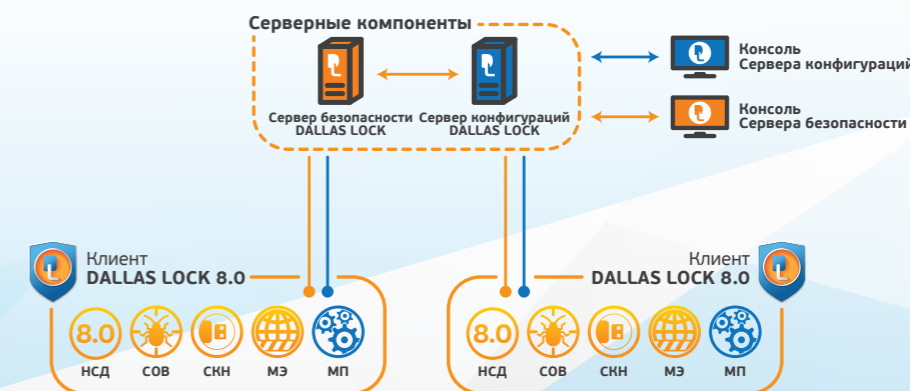 Серверные компоненты
Консоль
Сервера конфигураций
Консоль
Сервера безопасности
Сервер безопасности
DALLAS LOCK
Сервер конфигураций
DALLAS LOCK
Клиент
DALLAS LOCK 8.0
8.0
НСД СОВ СКН МЭ МП
Клиент
DALLAS LOCK 8.0
8.0
НСД СОВ СКН МЭ МП